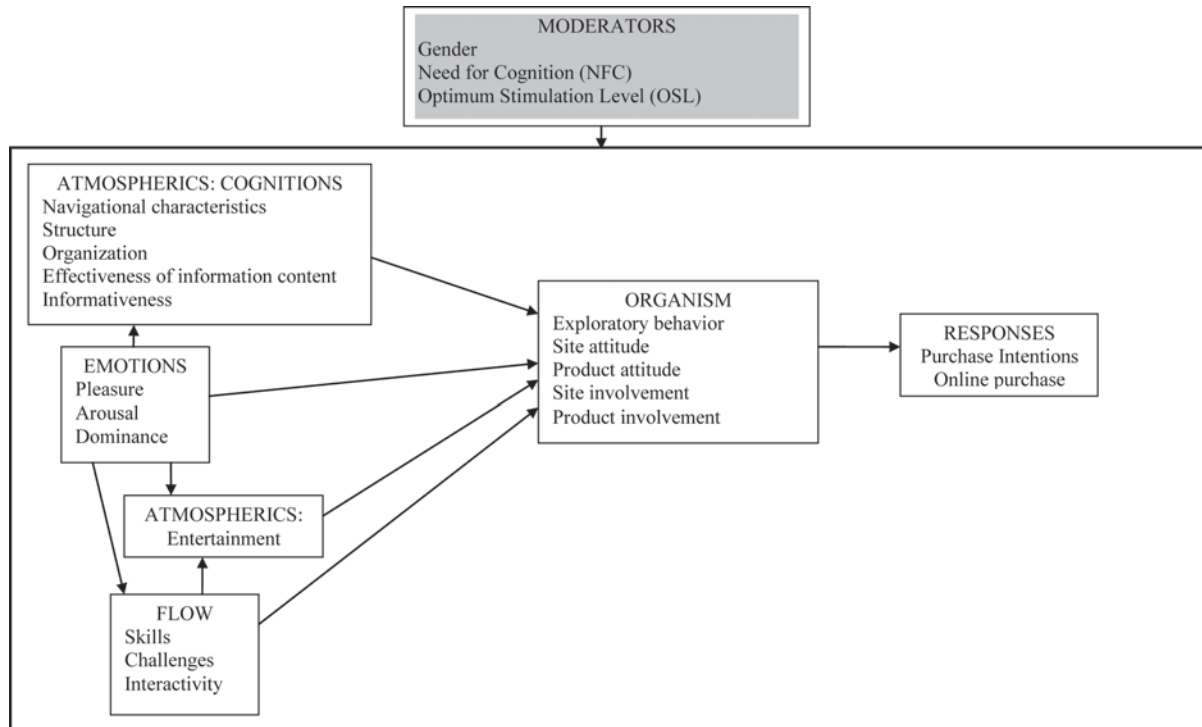 MODERATORS
Gender
Need for Cognition (NFC)
Optimum Stimulation Level (OSL)
ATMOSPHERICS: COGNITIONS
Navigational characteristics
Structure
Organization
Effectiveness of information content
Informativeness
EMOTIONS
Pleasure
Arousal
Dominance
ATMOSPHERICS:
Entertainment
FLOW
Skills
Challenges
Interactivity
ORGANISM
Exploratory behavior
Site attitude
Product attitude
Site involvement
Product involvement
RESPONSES
Purchase Intentions
Online purchase